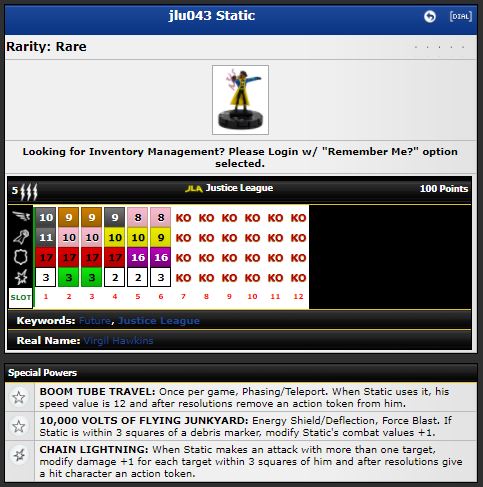 jlu043 Static
[DIAL]
Rarity: Rare
Looking for Inventory Management? Please Login w/ "Remember Me?" option
selected.
5 JLA Justice League 100 Points
10 9 9 9 8 8 KO KO KO KO KO KO
11 10 10 10 10 9 KO KO KO KO KO KO
17 17 17 17 16 16 KO KO KO KO KO KO
3 3 3 2 2 3 KO KO KO KO KO KO
SLOT 1 2 3 4 5 6 7 8 9 10 11 12
Keywords: Future, Justice League
Real Name: Virgil Hawkins
Special Powers
BOOM TUBE TRAVEL: Once per game, Phasing/Teleport. When Static uses it, his
speed value is 12 and after resolutions remove an action token from him.
10,000 VOLTS OF FLYING JUNKYARD: Energy Shield/Deflection, Force Blast. If
Static is within 3 squares of a debris marker, modify Static's combat values +1.
CHAIN LIGHTNING: When Static makes an attack with more than one target,
modify damage +1 for each target within 3 squares of him and after resolutions give
a hit character an action token.